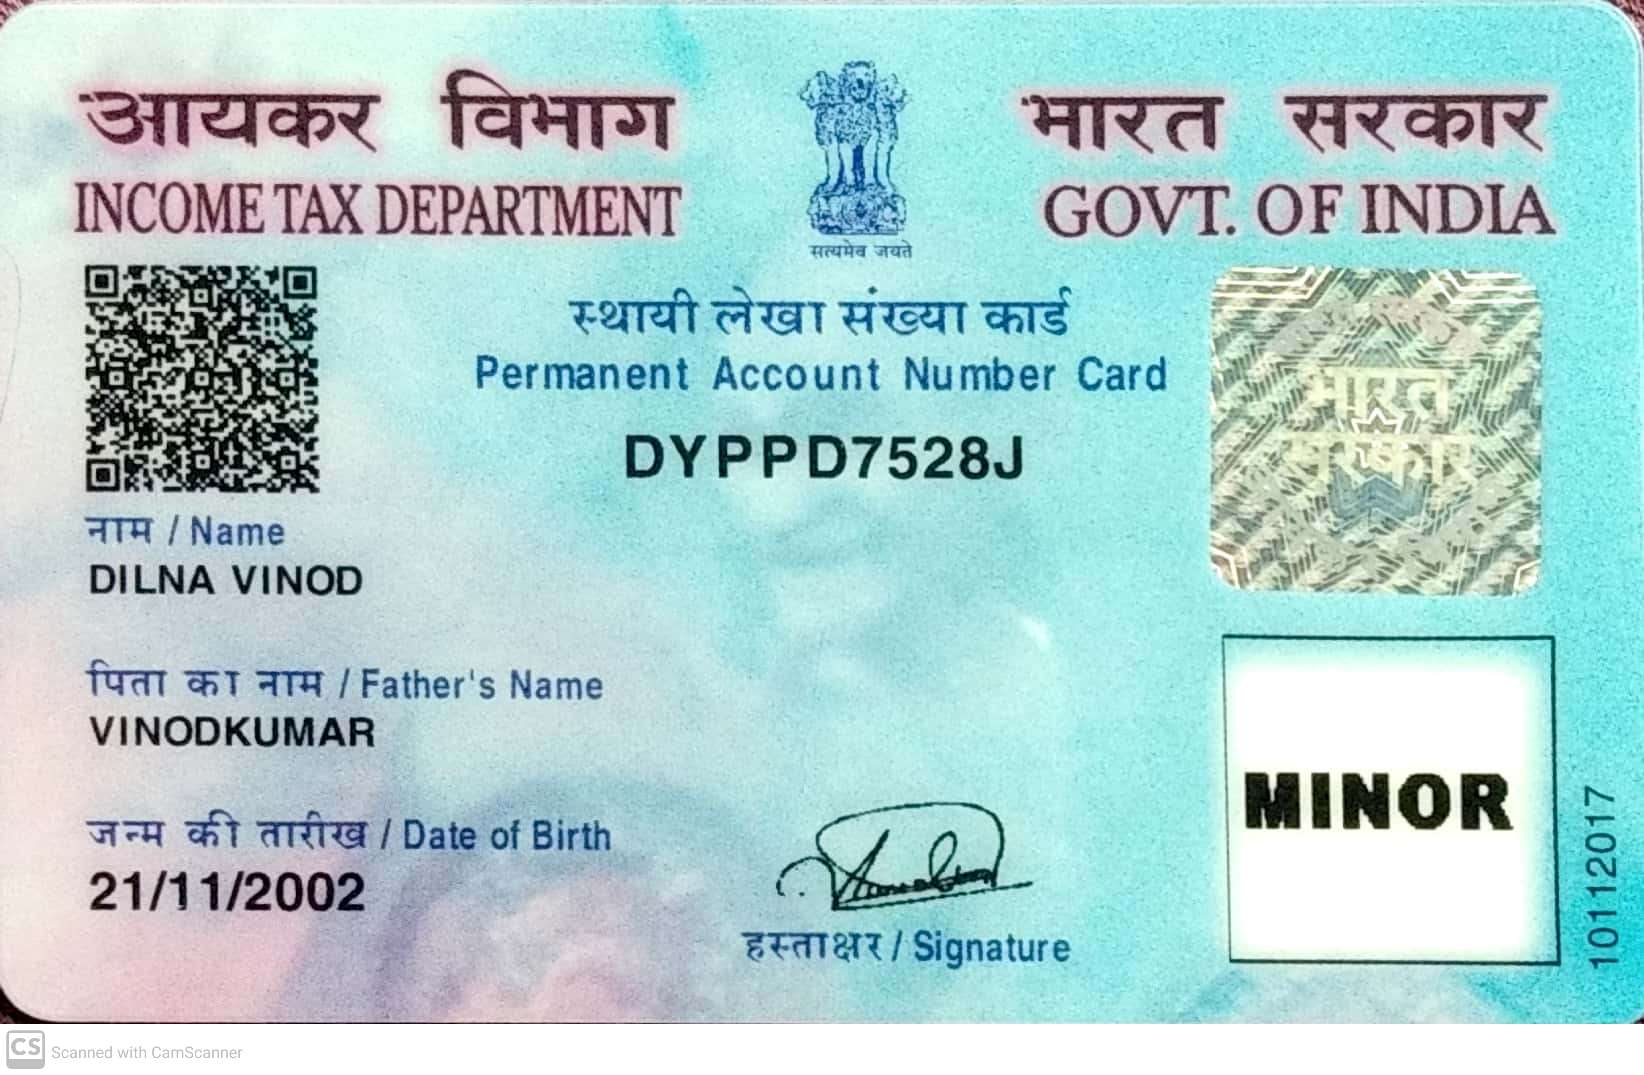 आयकर विभाग
INCOME TAX DEPARTMENT
सत्यमेव जयते
भारत सरकार
GOVT. OF INDIA
स्थायी लेखा संख्या कार्ड
Permanent Account Number Card
DYPPD7528J
भारत
सरकार
नाम / Name
DILNA VINOD
पिता का नाम / Father's Name
VINODKUMAR
जन्म की तारीख / Date of Birth
21/11/2002
हस्ताक्षर / Signature
MINOR
10112017
CS Scanned with CamScanner